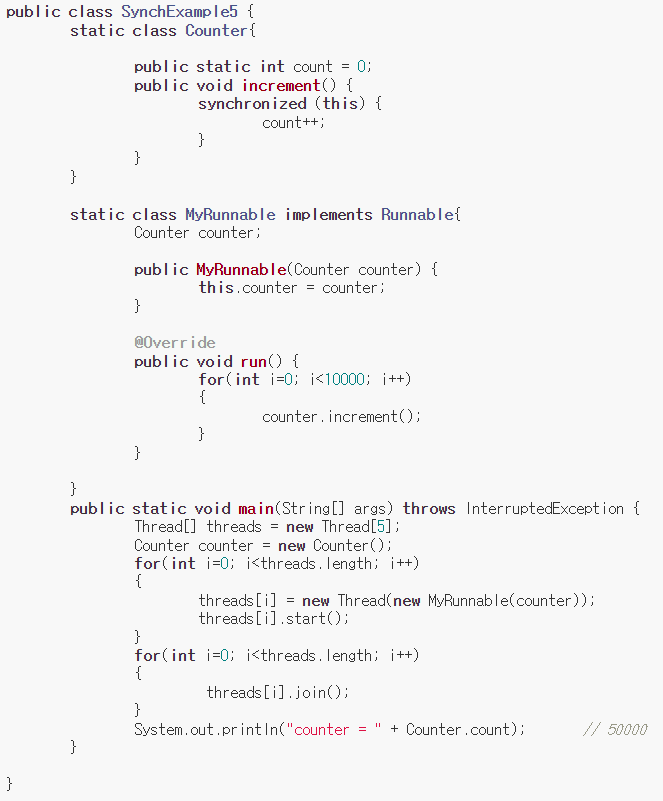 public class SynchExample5 {
static class Counter{
public static int count = 0;
public void increment() {
synchronized (this) {
count++;
}
}
}
static class MyRunnable implements Runnable{
Counter counter;
public MyRunnable(Counter counter) {
this.counter = counter;
}
@Override
public void run() {
for(int i=0; i<10000; i++)
{
counter.increment();
}
}
}
public static void main(String[] args) throws InterruptedException {
Thread[] threads = new Thread[5];
Counter counter = new Counter();
for(int i=0; i<threads.length; i++)
{
threads[i] = new Thread(new MyRunnable(counter));
threads[i].start();
}
for(int i=0; i<threads.length; i++)
{
threads[i].join();
}
System.out.println("counter = " + Counter.count); // 50000
}
}